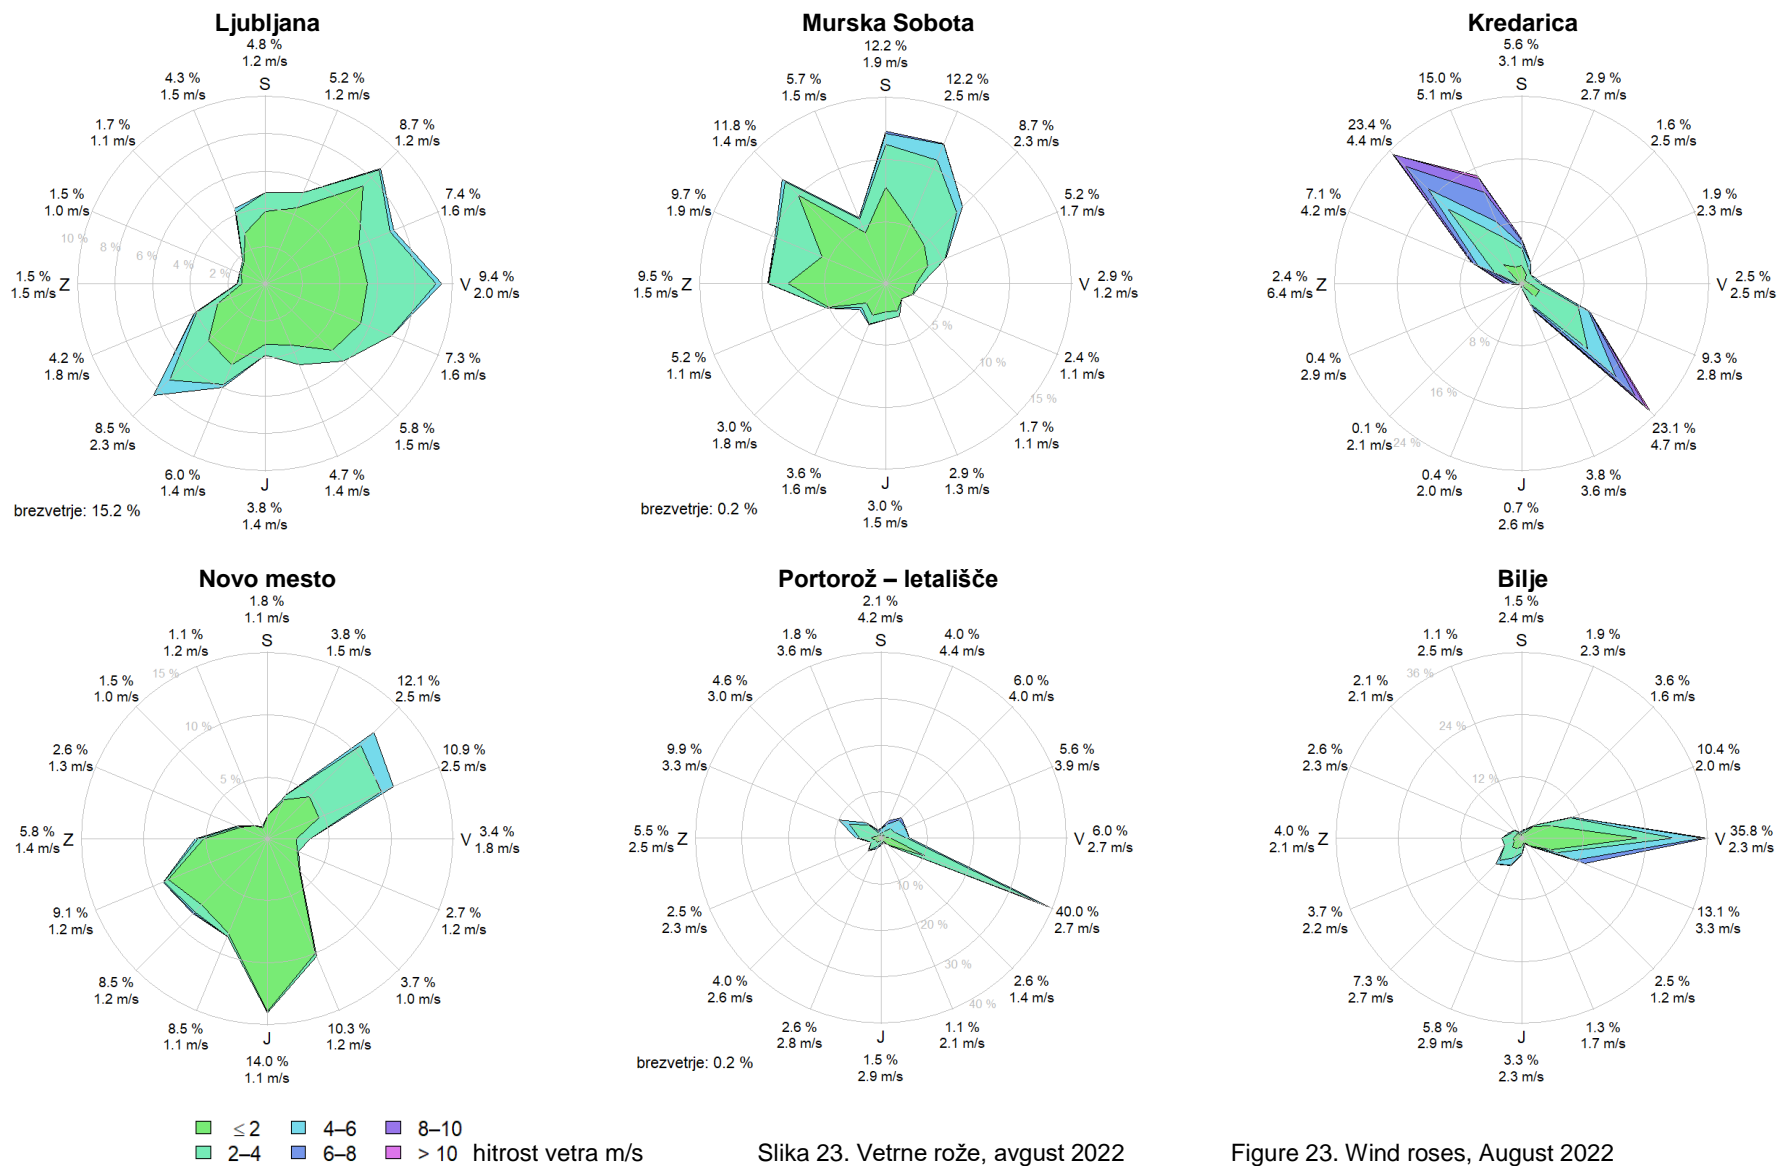 Ljubljana
4.8 %
1.2 m/s
S
5.2 %
1.2 m/s
8.7 %
1.2 m/s
7.4 %
1.6 m/s
V
9.4 %
2.0 m/s
7.3 %
1.6 m/s
5.8 %
1.5 m/s
4.7 %
1.4 m/s
J
3.8 %
1.4 m/s
6.0 %
1.4 m/s
8.5 %
2.3 m/s
4.2 %
1.8 m/s
1.5 %
1.5 m/s
Z
1.5 %
1.0 m/s
1.7 %
1.1 m/s
4.3 %
1.5 m/s
10 %
8 %
6 %
4 %
2 %
brezvetrje: 15.2 %
Murska Sobota
12.2 %
1.9 m/s
S
12.2 %
2.5 m/s
8.7 %
2.3 m/s
5.2 %
1.7 m/s
V
2.9 %
1.2 m/s
2.4 %
1.1 m/s
1.7 %
1.1 m/s
2.9 %
1.3 m/s
J
3.0 %
1.5 m/s
3.6 %
1.6 m/s
3.0 %
1.8 m/s
5.2 %
1.1 m/s
9.5 %
1.5 m/s
Z
9.7 %
1.9 m/s
11.8 %
1.4 m/s
5.7 %
1.5 m/s
5 %
10 %
15 %
brezvetrje: 0.2 %
Kredarica
5.6 %
3.1 m/s
S
2.9 %
2.7 m/s
1.6 %
2.5 m/s
1.9 %
2.3 m/s
V
2.5 %
2.5 m/s
9.3 %
2.8 m/s
23.1 %
4.7 m/s
3.8 %
3.6 m/s
J
0.7 %
2.6 m/s
0.4 %
2.0 m/s
0.1 %
2.1 m/s
0.4 %
2.9 m/s
2.4 %
6.4 m/s
Z
7.1 %
4.2 m/s
23.4 %
4.4 m/s
15.0 %
5.1 m/s
8 %
16 %
24 %
Novo mesto
1.8 %
1.1 m/s
S
3.8 %
1.5 m/s
12.1 %
2.5 m/s
10.9 %
2.5 m/s
V
3.4 %
1.8 m/s
2.7 %
1.2 m/s
3.7 %
1.0 m/s
10.3 %
1.2 m/s
J
14.0 %
1.1 m/s
8.5 %
1.1 m/s
8.5 %
1.2 m/s
9.1 %
1.2 m/s
5.8 %
1.4 m/s
Z
2.6 %
1.3 m/s
1.5 %
1.0 m/s
1.1 %
1.2 m/s
15 %
10 %
5 %
Portorož – letališče
2.1 %
4.2 m/s
S
4.0 %
4.4 m/s
6.0 %
4.0 m/s
5.6 %
3.9 m/s
V
6.0 %
2.7 m/s
40.0 %
2.7 m/s
2.6 %
1.4 m/s
1.1 %
2.1 m/s
J
1.5 %
2.9 m/s
2.6 %
2.8 m/s
4.0 %
2.6 m/s
2.5 %
2.3 m/s
5.5 %
2.5 m/s
Z
9.9 %
3.3 m/s
4.6 %
3.0 m/s
1.8 %
3.6 m/s
10 %
20 %
30 %
40 %
brezvetrje: 0.2 %
Bilje
1.5 %
2.4 m/s
S
1.9 %
2.3 m/s
3.6 %
1.6 m/s
10.4 %
2.0 m/s
V
35.8 %
2.3 m/s
13.1 %
3.3 m/s
2.5 %
1.2 m/s
1.3 %
1.7 m/s
J
3.3 %
2.3 m/s
5.8 %
2.9 m/s
7.3 %
2.7 m/s
3.7 %
2.2 m/s
4.0 %
2.1 m/s
Z
2.6 %
2.3 m/s
2.1 %
2.1 m/s
1.1 %
2.5 m/s
36 %
24 %
12 %
≤ 2 4–6 8–10
2–4 6–8 > 10 hitrost vetra m/s
Slika 23. Vetrne rože, avgust 2022
Figure 23. Wind roses, August 2022